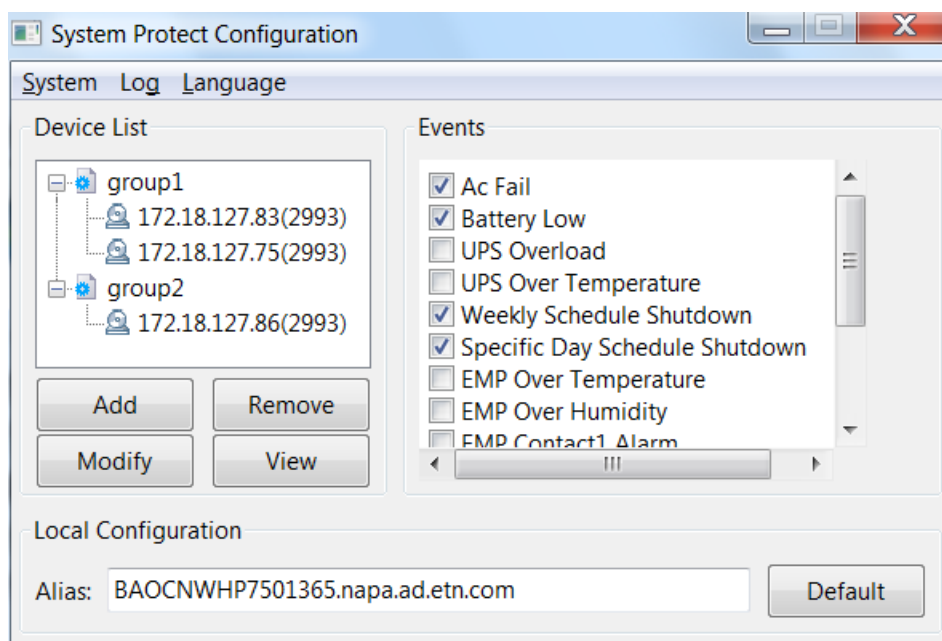 System Protect Configuration
System Log Language
Device List
group1
172.18.127.83(2993)
172.18.127.75(2993)
group2
172.18.127.86(2993)
Add Remove
Modify View
Events
Ac Fail
Battery Low
UPS Overload
UPS Over Temperature
Weekly Schedule Shutdown
Specific Day Schedule Shutdown
EMP Over Temperature
EMP Over Humidity
EMP Contact1 Alarm
Local Configuration
Alias: BAOCNWHP7501365.napa.ad.etn.com Default